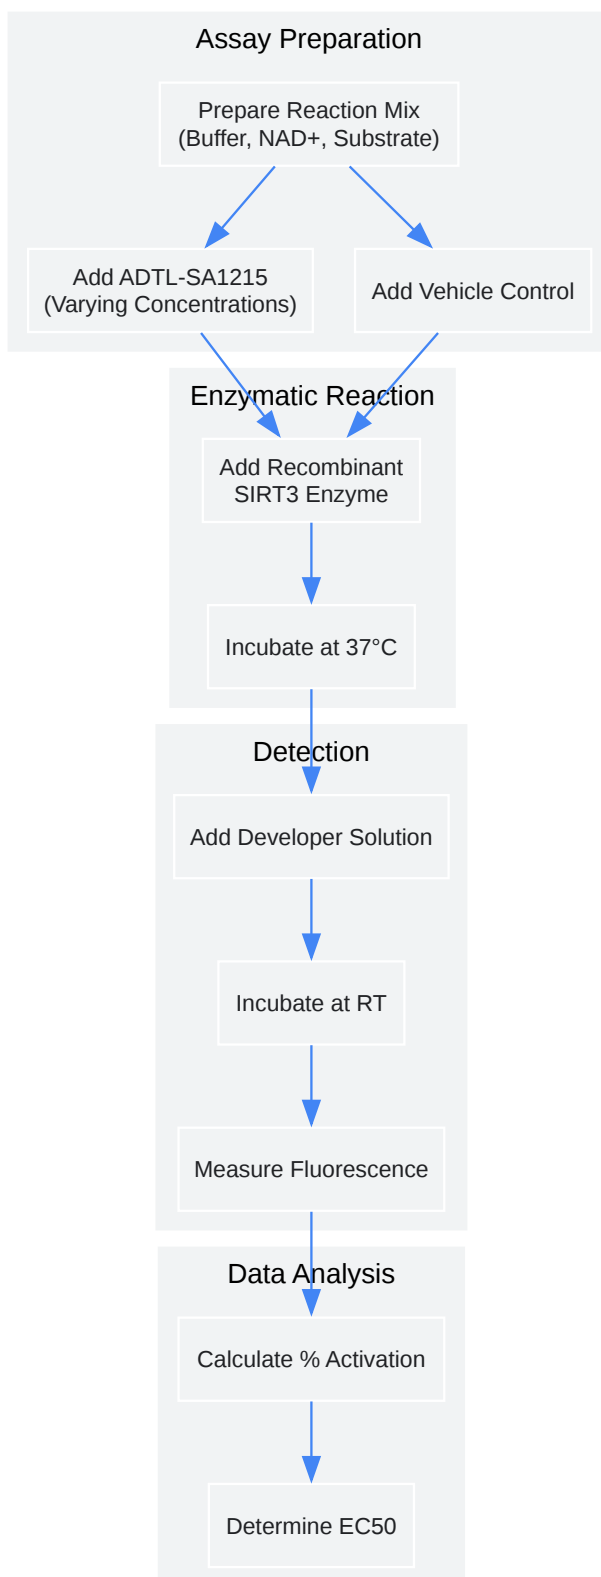 Assay Preparation
Prepare Reaction Mix
(Buffer, NAD+, Substrate)
Add ADTL-SA1215
(Varying Concentrations)
Add Vehicle Control
Enzymatic Reaction
Add Recombinant
SIRT3 Enzyme
Incubate at 37°C
Detection
Add Developer Solution
Incubate at RT
Measure Fluorescence
Data Analysis
Calculate % Activation
Determine EC50